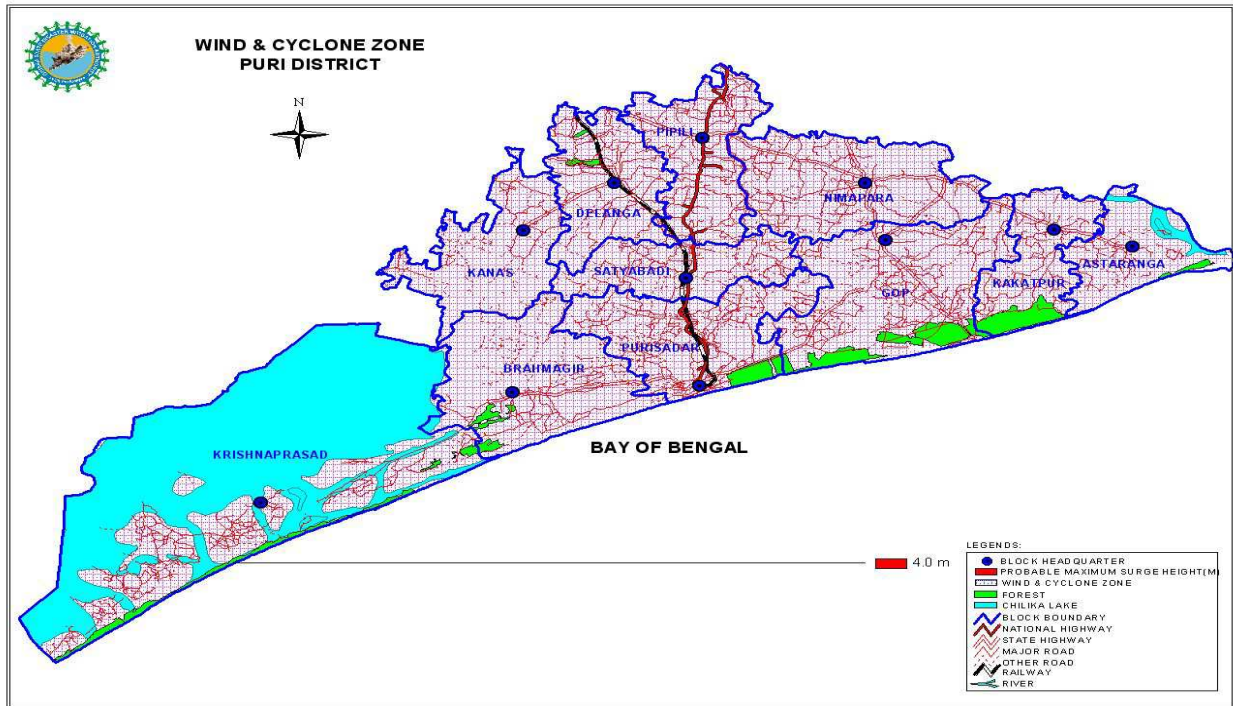 WIND & CYCLONE ZONE
PURI DISTRICT
N
PIPILI
DELANGA
NIMAPARA
KANAS
SATYABADI
GOP
KAKATPUR
ASTARANGA
PURISADAR
BRAHMAGIR
KRISHNAPRASAD
BAY OF BENGAL
4.0 m
LEGENDS:
BLOCK HEADQUARTER
PROBABLE MAXIMUM SURGE HEIGHT(M)
WIND & CYCLONE ZONE
FOREST
CHILIKA LAKE
BLOCK BOUNDARY
NATIONAL HIGHWAY
STATE HIGHWAY
MAJOR ROAD
OTHER ROAD
RAILWAY
RIVER